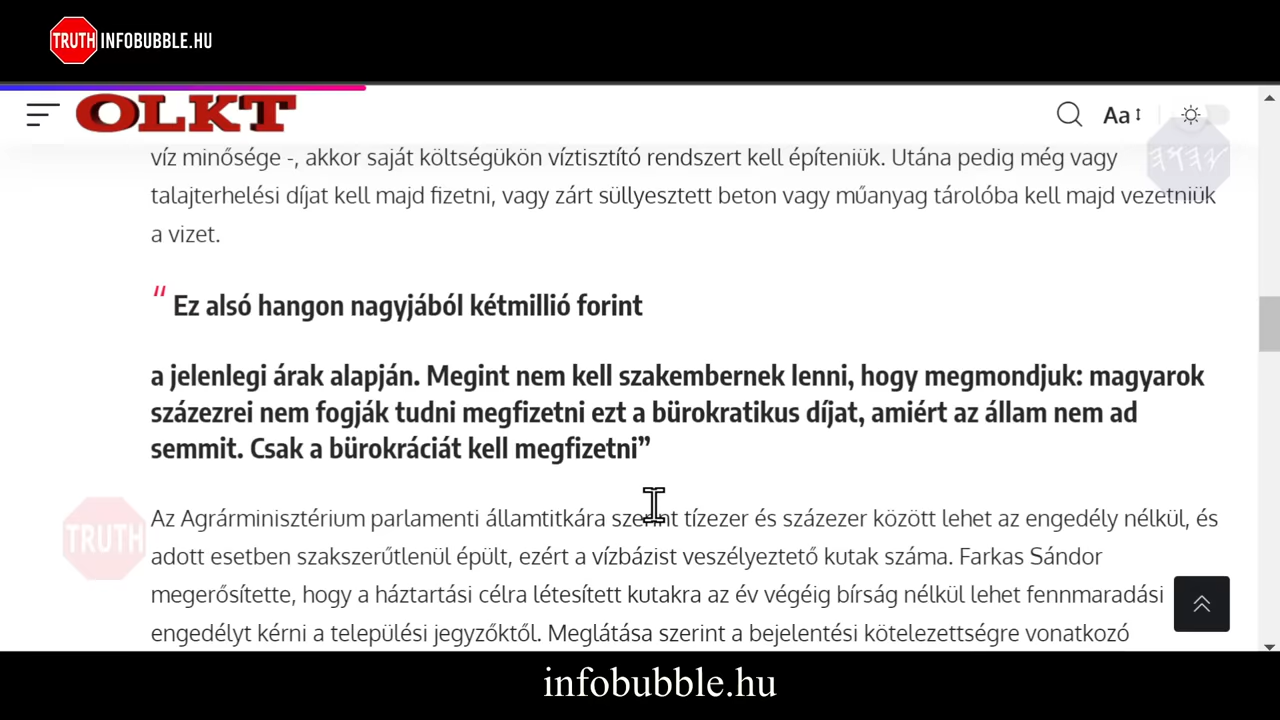 TRUTH INFOBUBBLE.HU
OLKT
Aa
víz minősége -, akkor saját költségükön víztisztító rendszert kell építeniük. Utána pedig még vagy
talajterhelési díjat kell majd fizetni, vagy zárt süllyesztett beton vagy műanyag tárolóba kell majd vezetniük
a vizet.
“ Ez alsó hangon nagyjából kétmillió forint
a jelenlegi árak alapján. Megint nem kell szakembernek lenni, hogy megmondjuk: magyarok
százezrei nem fogják tudni megfizetni ezt a bürokratikus díjat, amiért az állam nem ad
semmit. Csak a bürokráciát kell megfizetni”
TRUTH
Az Agrárminisztérium parlamenti államtitkára szerint tízezer és százezer között lehet az engedély nélkül, és
adott esetben szakszerűtlenül épült, ezért a vízbázist veszélyeztető kutak száma. Farkas Sándor
megerősítette, hogy a háztartási célra létesített kutakra az év végéig bírság nélkül lehet fennmaradási
engedélyt kérni a települési jegyzőktől. Meglátása szerint a bejelentési kötelezettségre vonatkozó
infobubble.hu